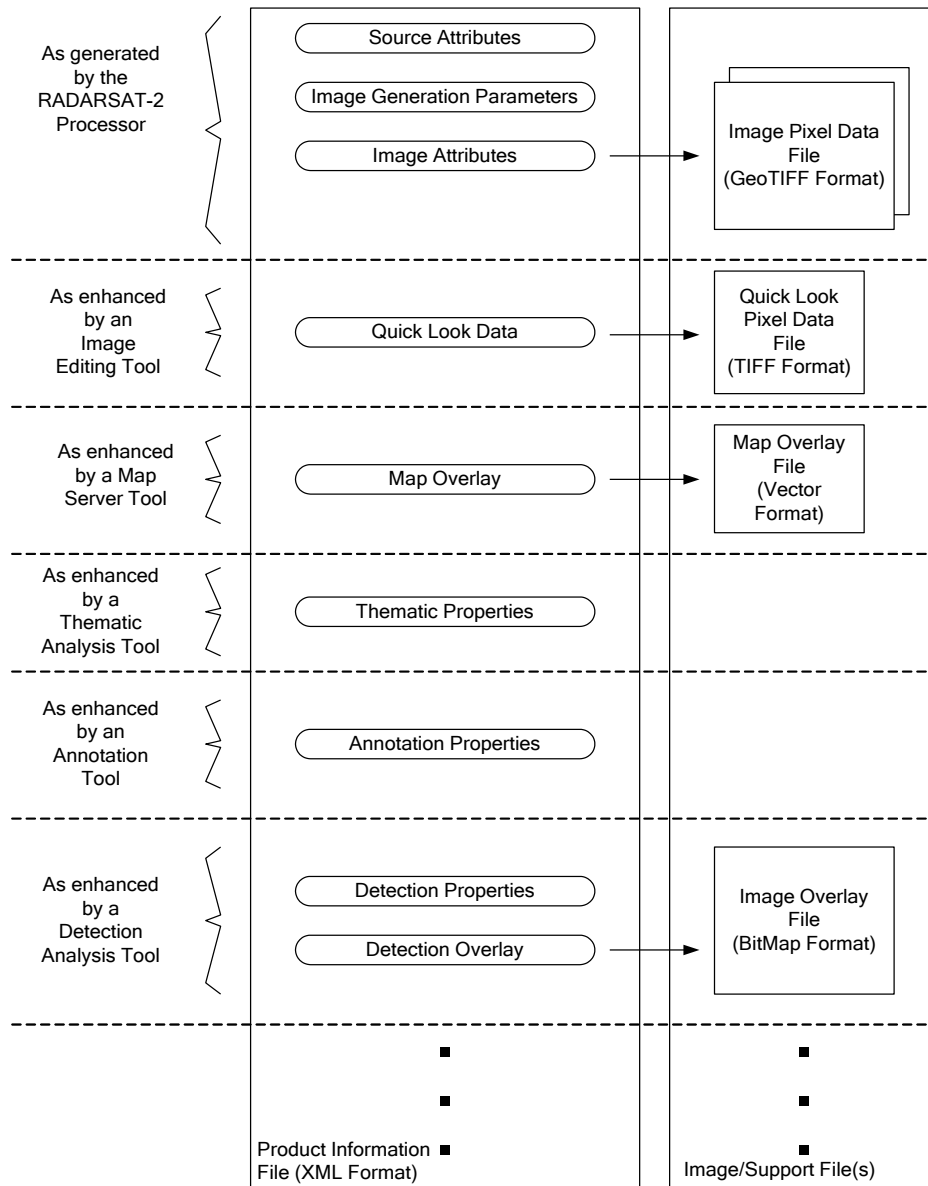 As generated
by the
RADARSAT-2
Processor
Source Attributes
Image Generation Parameters
Image Attributes
Image Pixel Data
File
(GeoTIFF Format)
As enhanced
by an
Image
Editing Tool
Quick Look Data
Quick Look
Pixel Data
File
(TIFF Format)
As enhanced
by a Map
Server Tool
Map Overlay
Map Overlay
File
(Vector
Format)
As enhanced
by a
Thematic
Analysis Tool
Thematic Properties
As enhanced
by an
Annotation
Tool
Annotation Properties
As enhanced
by a
Detection
Analysis Tool
Detection Properties
Detection Overlay
Image Overlay
File
(BitMap Format)
Product Information
File (XML Format)
Image/Support File(s)